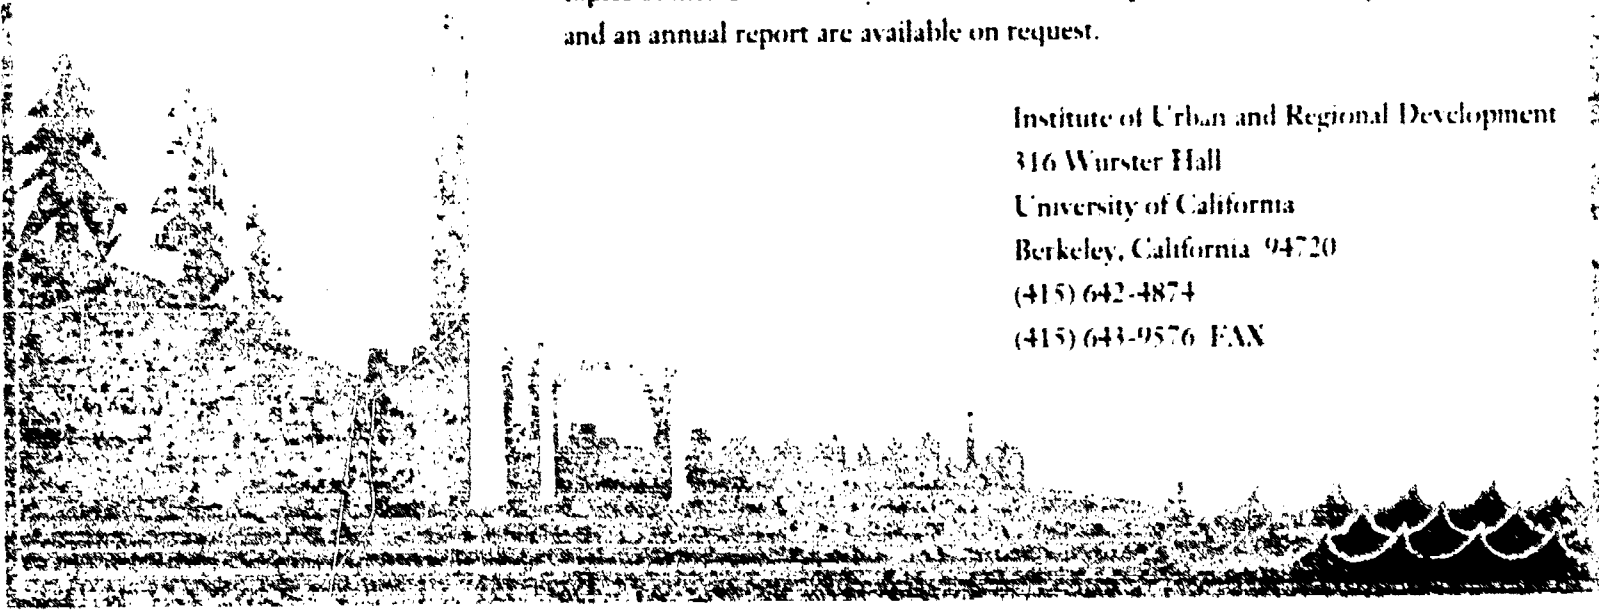 and an annual report are available on request.
Institute of Urban and Regional Development
316 Wurster Hall
University of California
Berkeley, California 94720
(415) 642-4874
(415) 643-9576 FAX